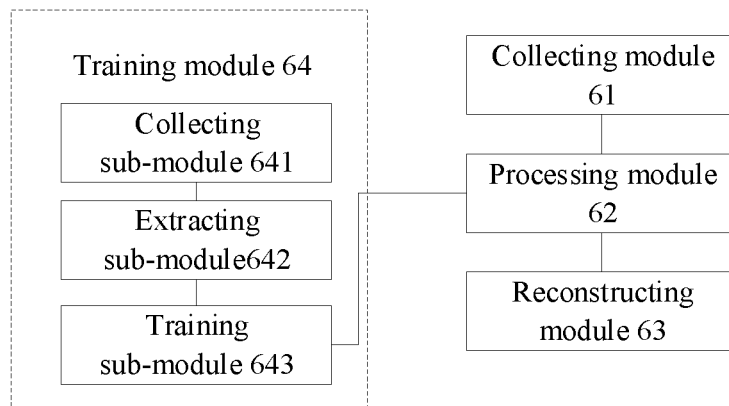 Training module 64
Collecting
sub-module 641
Extracting
sub-module642
Training
sub-module 643
Collecting module
61
Processing module
62
Reconstructing
module 63